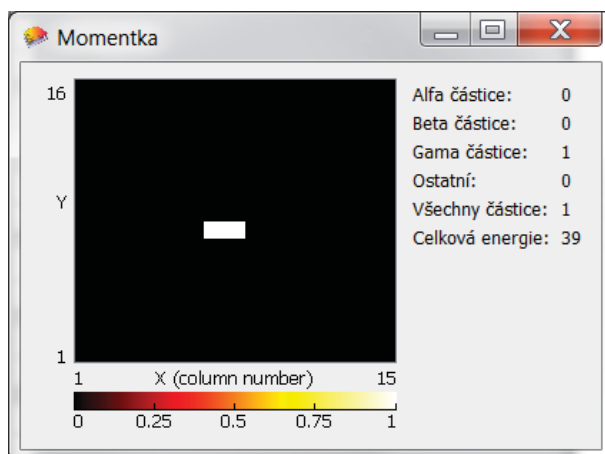 Momentka
16
Y
1
1 X (column number) 15
0 0.25 0.5 0.75 1
Alfa částice: 0
Beta částice: 0
Gama částice: 1
Ostatní: 0
Všechny částice: 1
Celková energie: 39